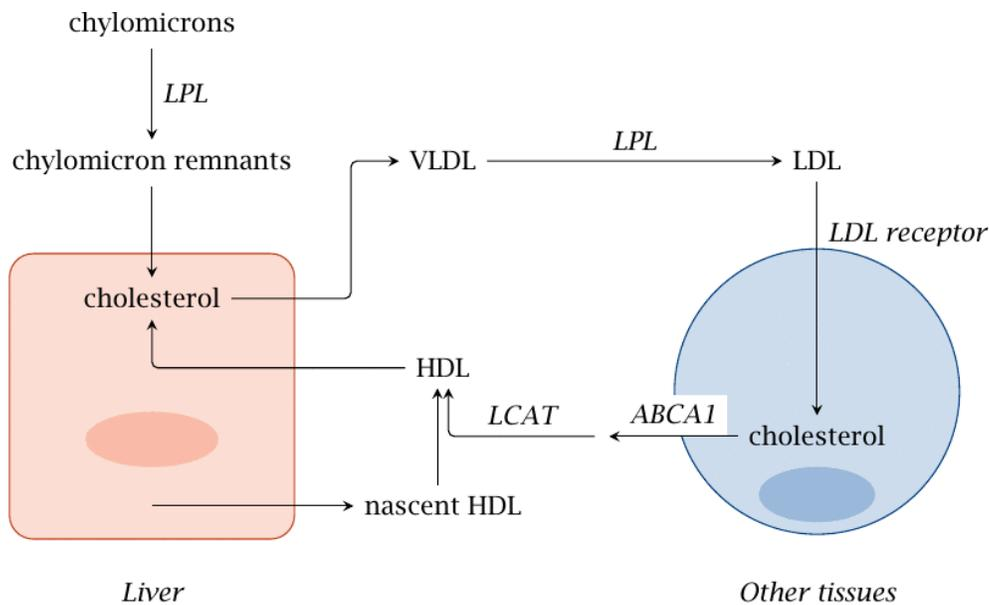 chylomicrons
LPL
chylomicron remnants
VLDL
LPL
LDL
LDL receptor
cholesterol
HDL
LCAT
ABCA1
cholesterol
nascent HDL
Liver
Other tissues